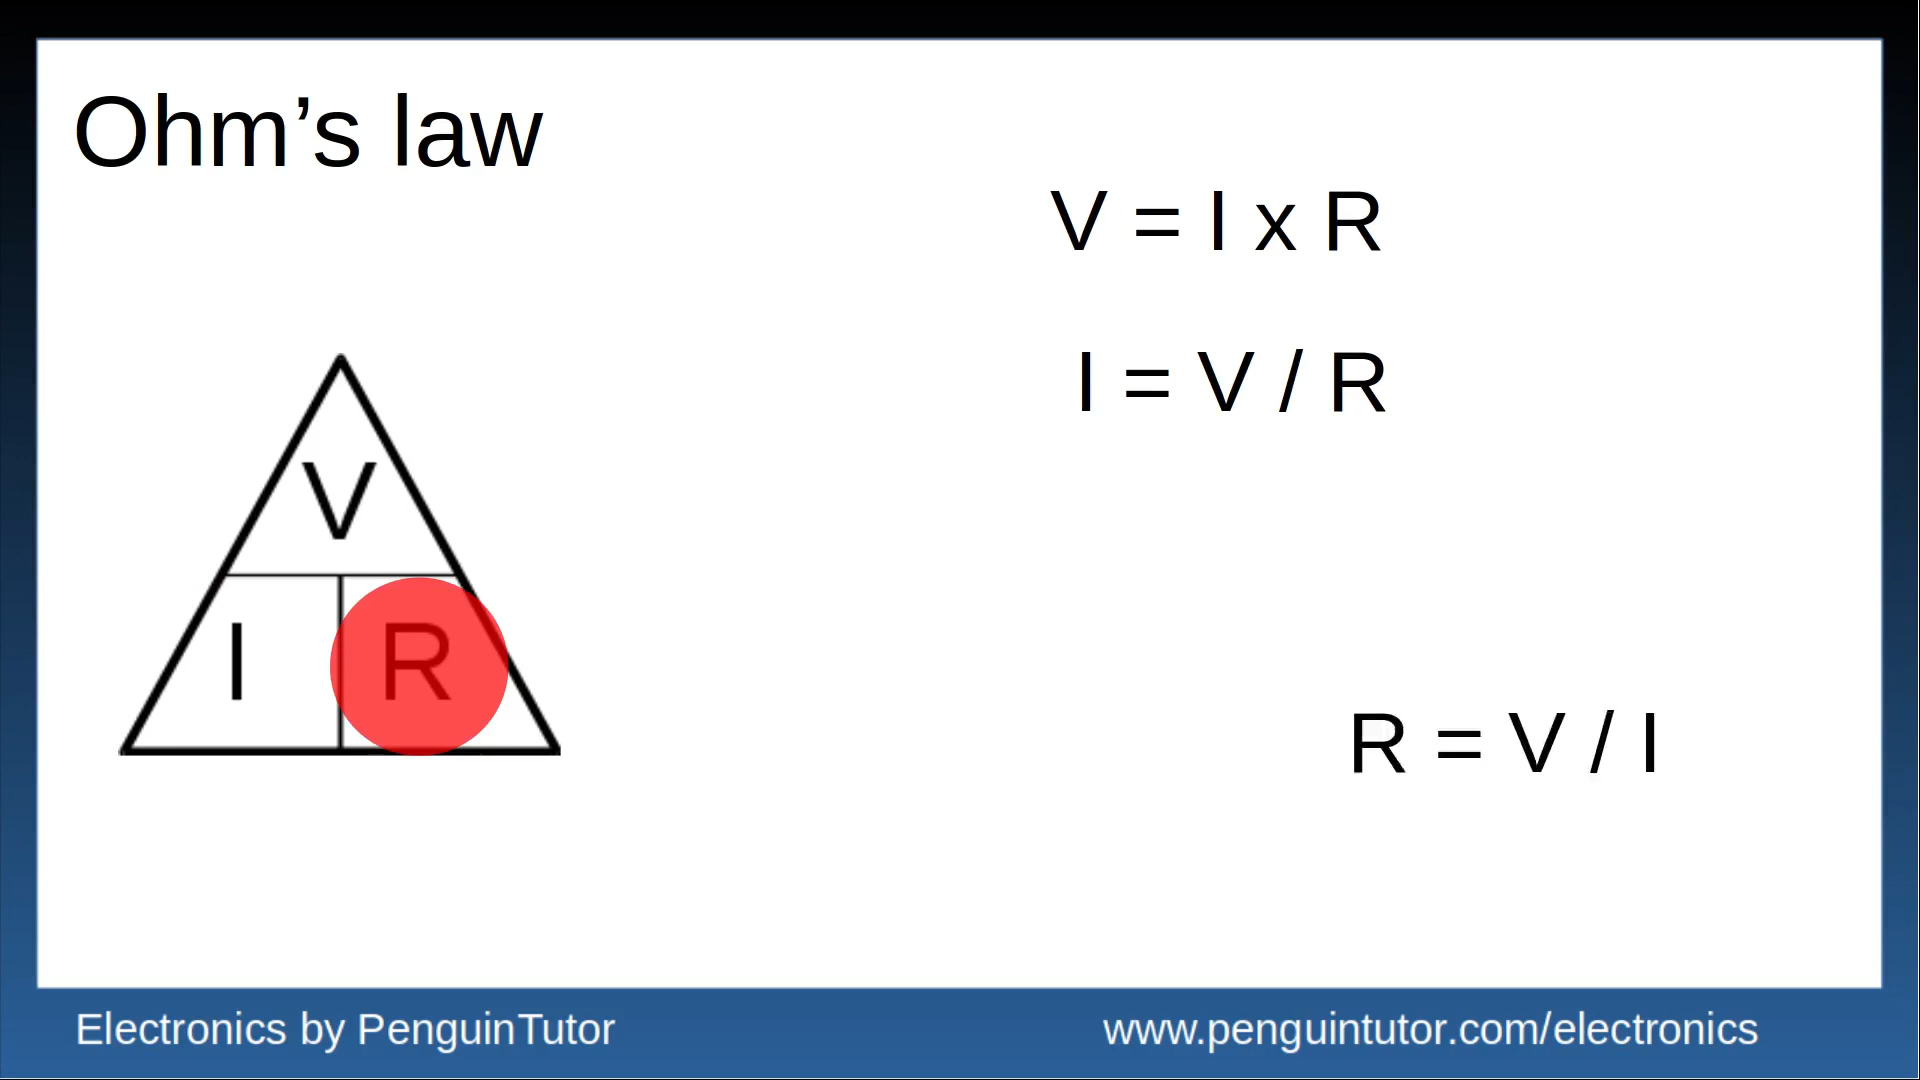 Ohm’s law
V = I x R
I = V / R
V
I R
R = V / I
Electronics by PenguinTutor
www.penguintutor.com/electronics